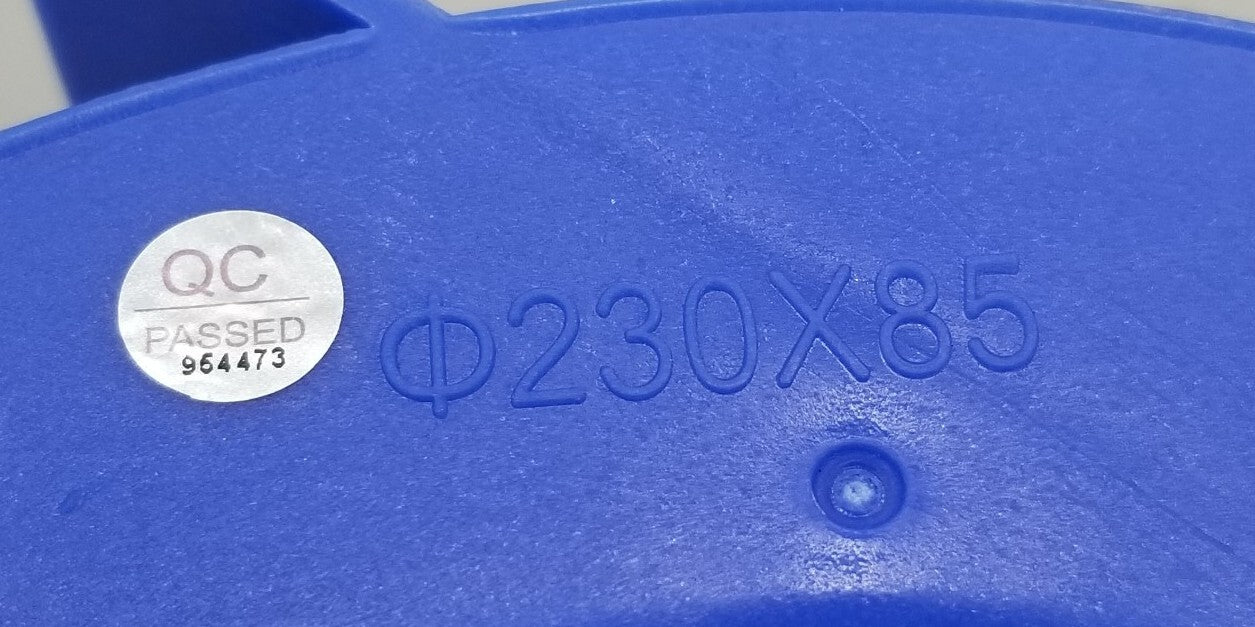 QC
PASSED
964473
Φ230X85